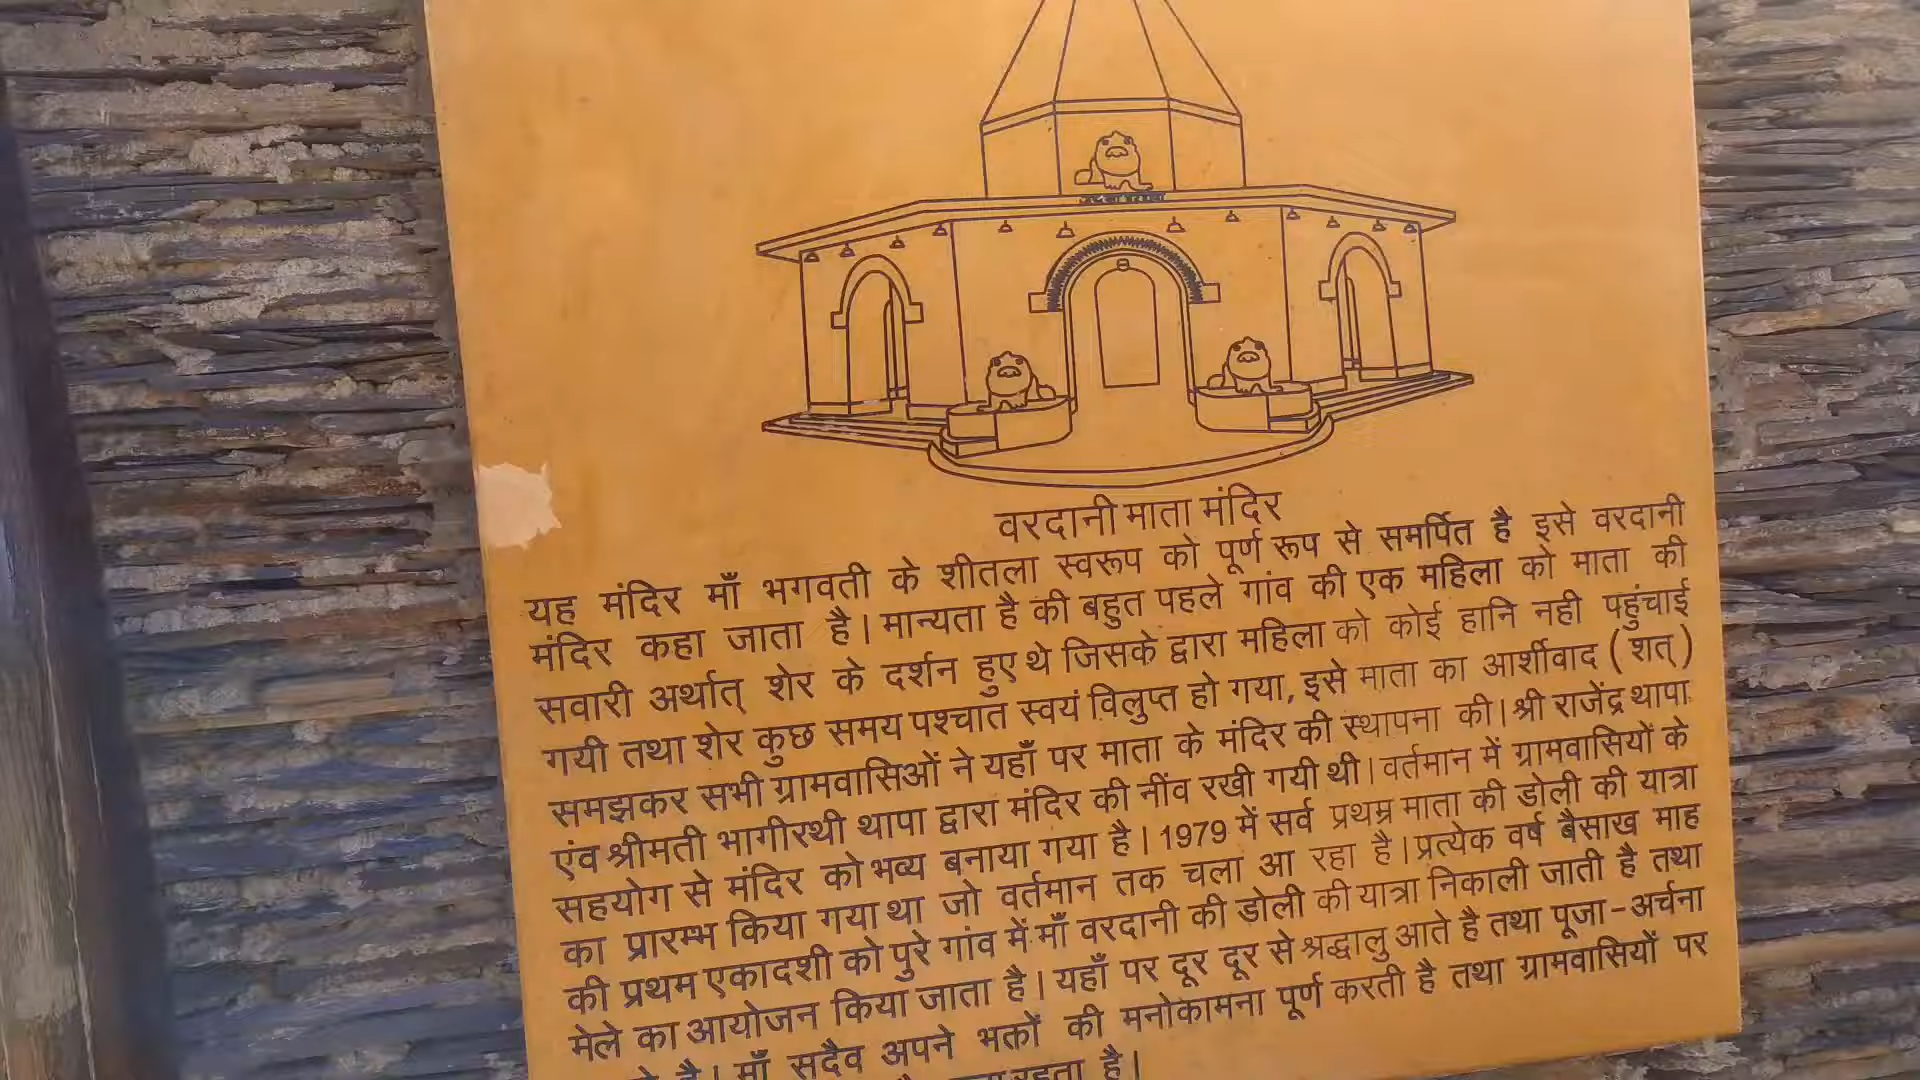 वरदानी माता मंदिर
यह मंदिर माँ भगवती के शीतला स्वरूप को पूर्ण रूप से समर्पित है इसे वरदानी
मंदिर कहा जाता है। मान्यता है की बहुत पहले गांव की एक महिला को माता की
सवारी अर्थात् शेर के दर्शन हुए थे जिसके द्वारा महिला को कोई हानि नही पहुंचाई
गयी तथा शेर कुछ समय पश्चात स्वयं विलुप्त हो गया, इसे माता का आर्शीवाद (शत्)
समझकर सभी ग्रामवासिओं ने यहाँ पर माता के मंदिर की स्थापना की। श्री राजेंद्र थापा
एंव श्रीमती भागीरथी थापा द्वारा मंदिर की नींव रखी गयी थी। वर्तमान में ग्रामवासियों के
सहयोग से मंदिर को भव्य बनाया गया है। 1979 में सर्व प्रथम्र माता की डोली की यात्रा
का प्रारम्भ किया गया था जो वर्तमान तक चला आ रहा है। प्रत्येक वर्ष बैसाख माह
की प्रथम एकादशी को पुरे गांव में माँ वरदानी की डोली की यात्रा निकाली जाती है तथा
मेले का आयोजन किया जाता है। यहाँ पर दूर दूर से श्रद्धालु आते है तथा पूजा-अर्चना
है। माँ सदैव अपने भक्तों की मनोकामना पूर्ण करती है तथा ग्रामवासियों पर
रहता है।